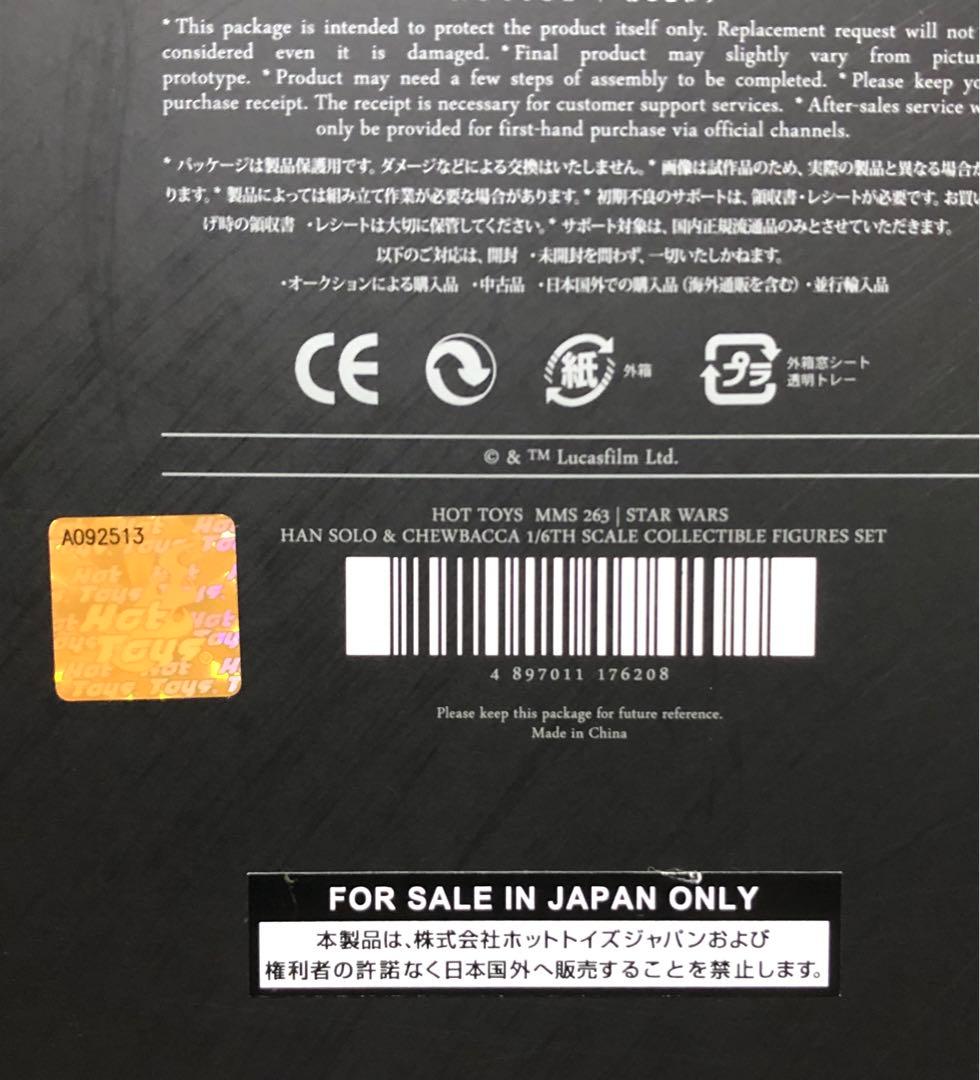 *This package is intended to protect the product itself only. Replacement request will not
considered even it is damaged. *Final product may slightly vary from
prototype. *Product may need a few steps of assembly to be completed. *Please keep
purchase receipt. The receipt is necessary for customer support services. *After-sales service
only be provided for first-hand purchase via official channels.
*パッケージは製品保護用です。ダメージなどによる交換はいたしません。*画像は試作品のため、実際の製品と異なる場合が
ります。*製品によっては組み立て作業が必要な場合があります。*初期不良のサポートは、領収書・レシートが必要です。お買い
げ時の領収書・レシートは大切に保管してください。*サポート対象は、国内正規流通品のみとさせていただきます。
以下のご対応は、開封・未開封を問わず、一切いたしかねます。
・オークションによる購入品・中古品・日本国外での購入品(海外通販を含む)・並行輸入品
CE
紙 外箱
プラ 外箱窓シート
透明トレー
© & ™ Lucasfilm Ltd.
HOT TOYS MMS 263 | STAR WARS
HAN SOLO & CHEWBACCA 1/6TH SCALE COLLECTIBLE FIGURES SET
A092513
Hot
Toys
4 897011 176208
Please keep this package for future reference.
Made in China
FOR SALE IN JAPAN ONLY
本製品は、株式会社ホットトイズジャパンおよび
権利者の許諾なく日本国外へ販売することを禁止します。